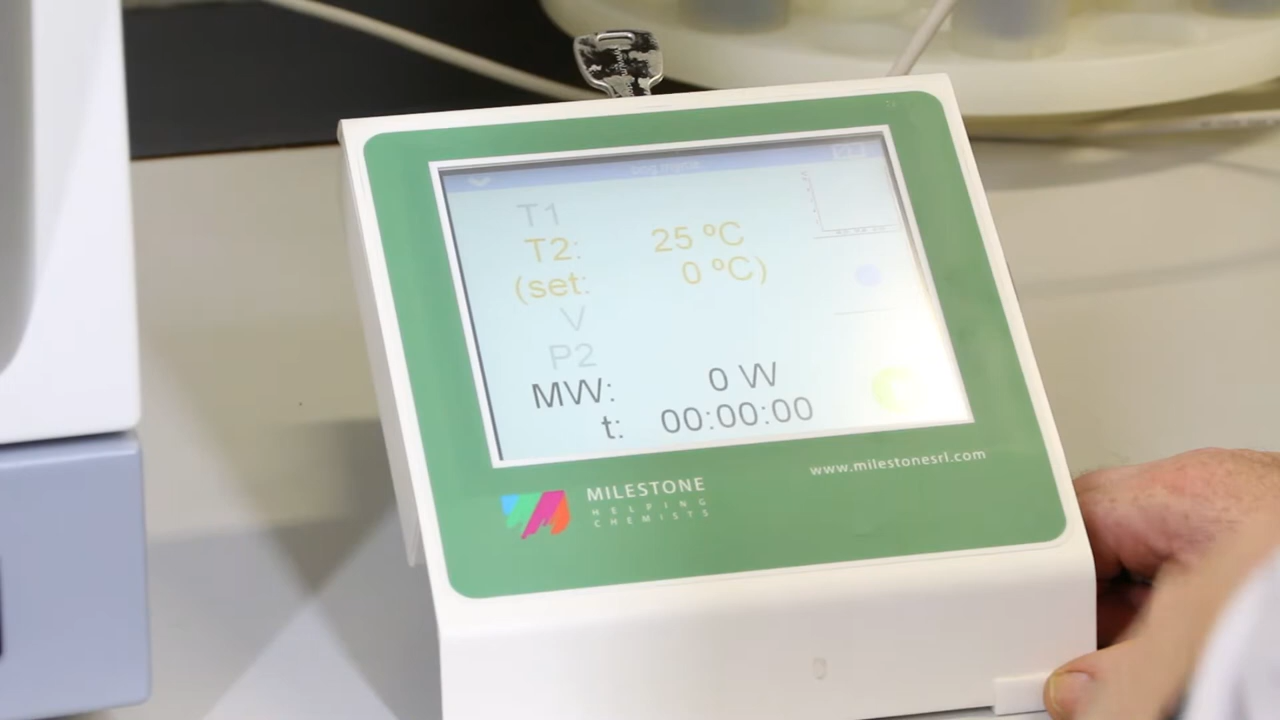 T1
T2: 25 ºC
(set: 0 ºC)
V
P2
MW: 0 W
t: 00:00:00
www.milestonesrl.com
MILESTONE
HELPING
CHEMISTS